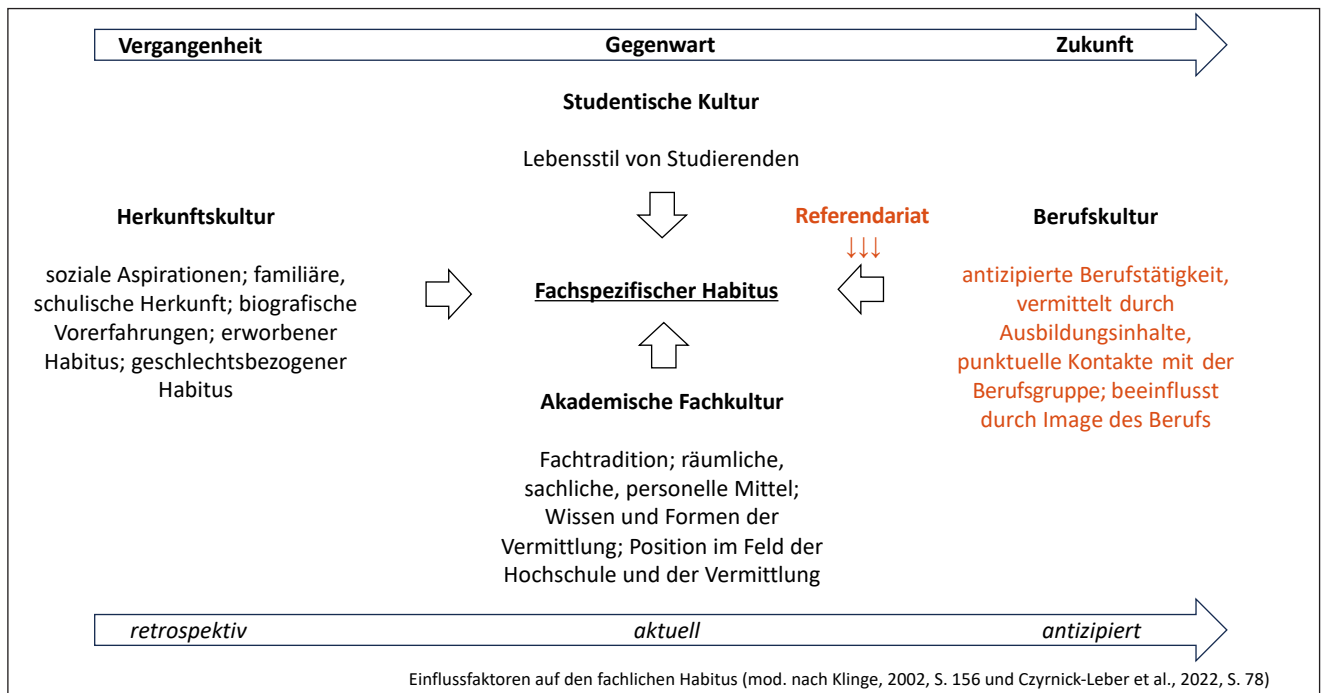 Vergangenheit Gegenwart Zukunft
Studentische Kultur
Lebensstil von Studierenden
Herkunftskultur
soziale Aspirationen; familiäre,
schulische Herkunft; biografische
Vorerfahrungen; erworbener
Habitus; geschlechtsbezogener
Habitus
Fachspezifischer Habitus
Referendariat
↓↓↓
Berufskultur
antizipierte Berufstätigkeit,
vermittelt durch
Ausbildungsinhalte,
punktuelle Kontakte mit der
Berufsgruppe; beeinflusst
durch Image des Berufs
Akademische Fachkultur
Fachtradition; räumliche,
sachliche, personelle Mittel;
Wissen und Formen der
Vermittlung; Position im Feld der
Hochschule und der Vermittlung
retrospektiv aktuell antizipiert
Einflussfaktoren auf den fachlichen Habitus (mod. nach Klinge, 2002, S. 156 und Czyrnick-Leber et al., 2022, S. 78)